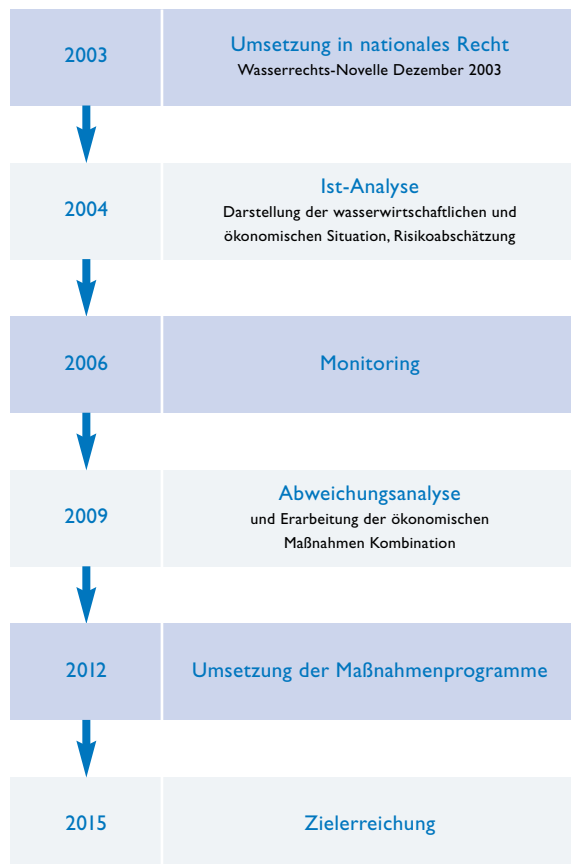 2003
Umsetzung in nationales Recht
Wasserrechts-Novelle Dezember 2003
2004
Ist-Analyse
Darstellung der wasserwirtschaftlichen und
ökonomischen Situation, Risikoabschätzung
2006
Monitoring
2009
Abweichungsanalyse
und Erarbeitung der ökonomischen
Maßnahmen Kombination
2012
Umsetzung der Maßnahmenprogramme
2015
Zielerreichung